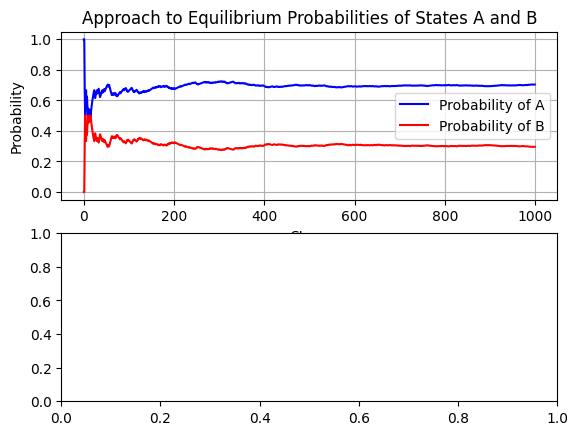 Approach to Equilibrium Probabilities of States A and B
1.0
0.8
0.6
0.4
0.2
0.0
Probability
Probability of A
Probability of B
0 200 400 600 800 1000
1.0
0.8
0.6
0.4
0.2
0.0
0.0 0.2 0.4 0.6 0.8 1.0